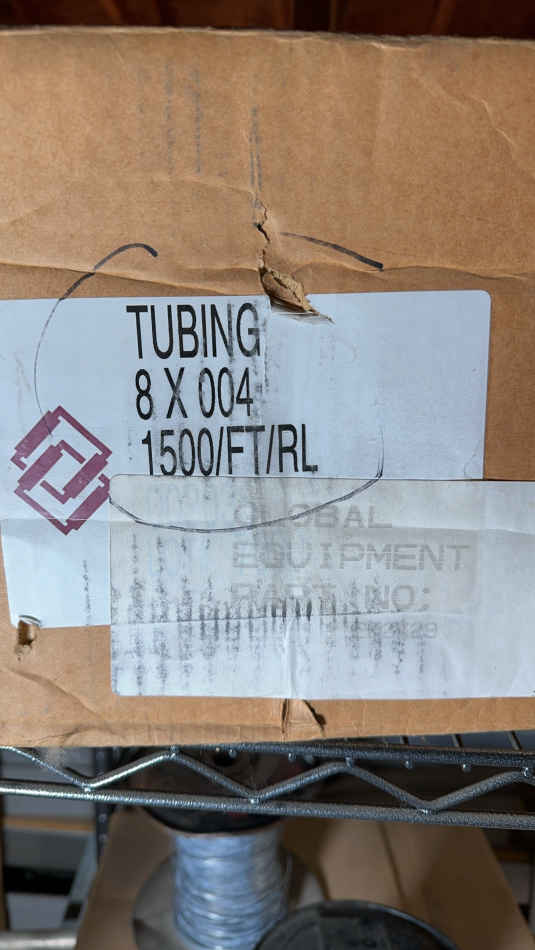 TUBING
8 X 004
1500/FT/RL
GLOBAL
EQUIPMENT
PART NO: